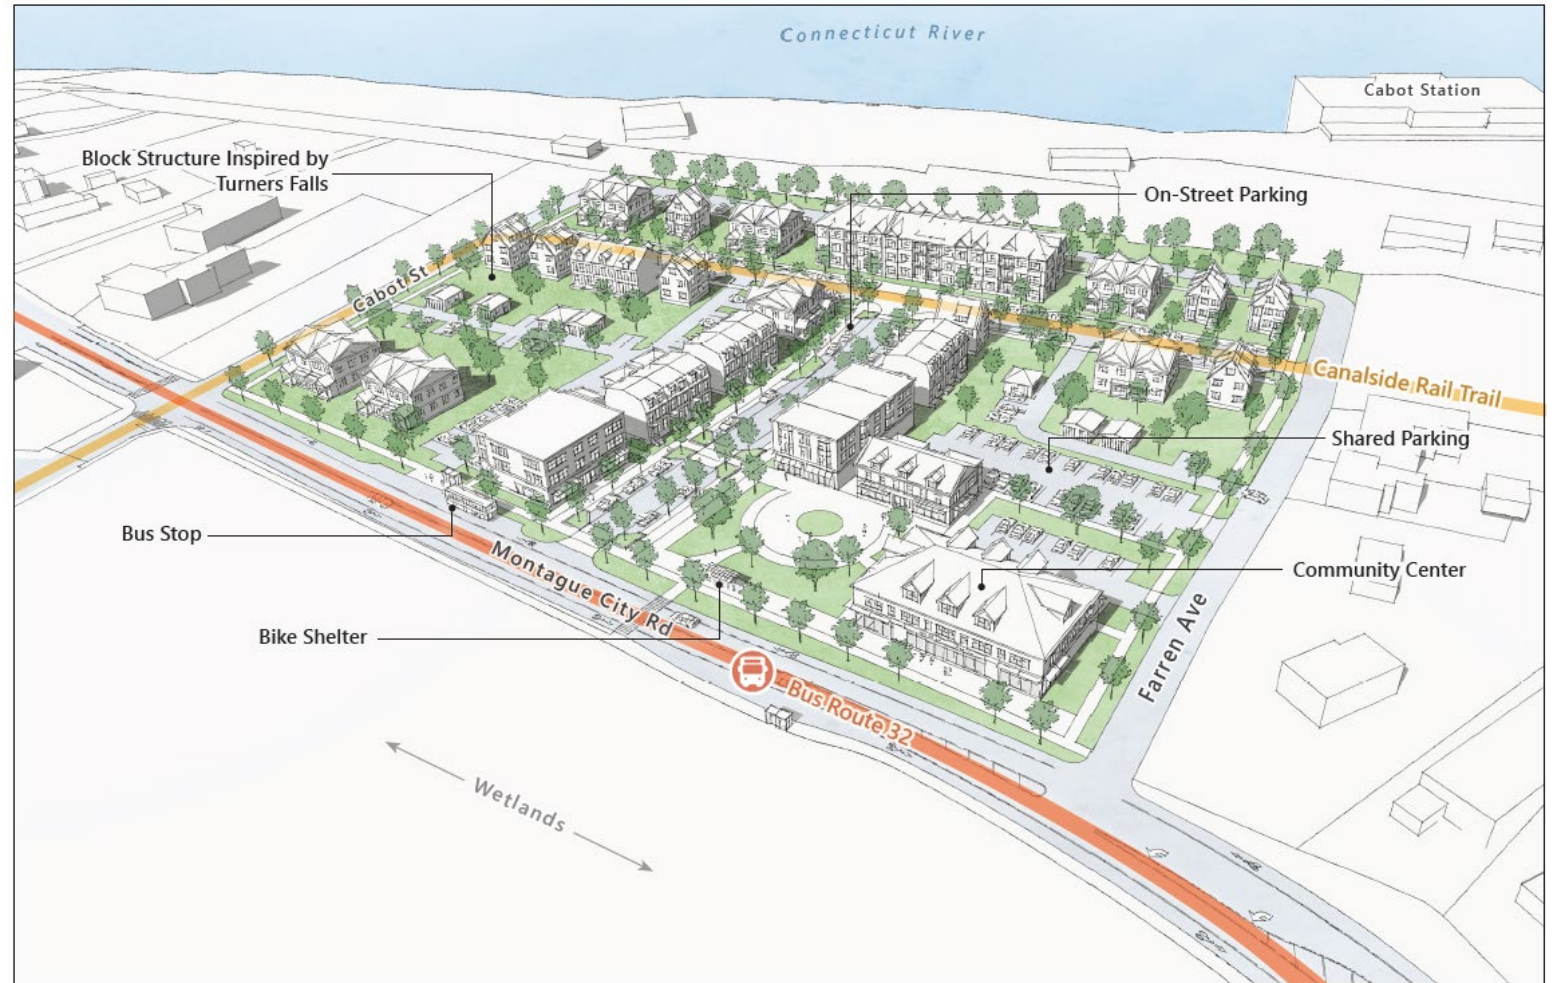 Connecticut River
Cabot Station
Block Structure Inspired by
Turners Falls
On-Street Parking
Cabot St
Canalside Rail Trail
Shared Parking
Bus Stop
Montague City Rd
Community Center
Bike Shelter
Farren Ave
Bus Route 32
Wetlands